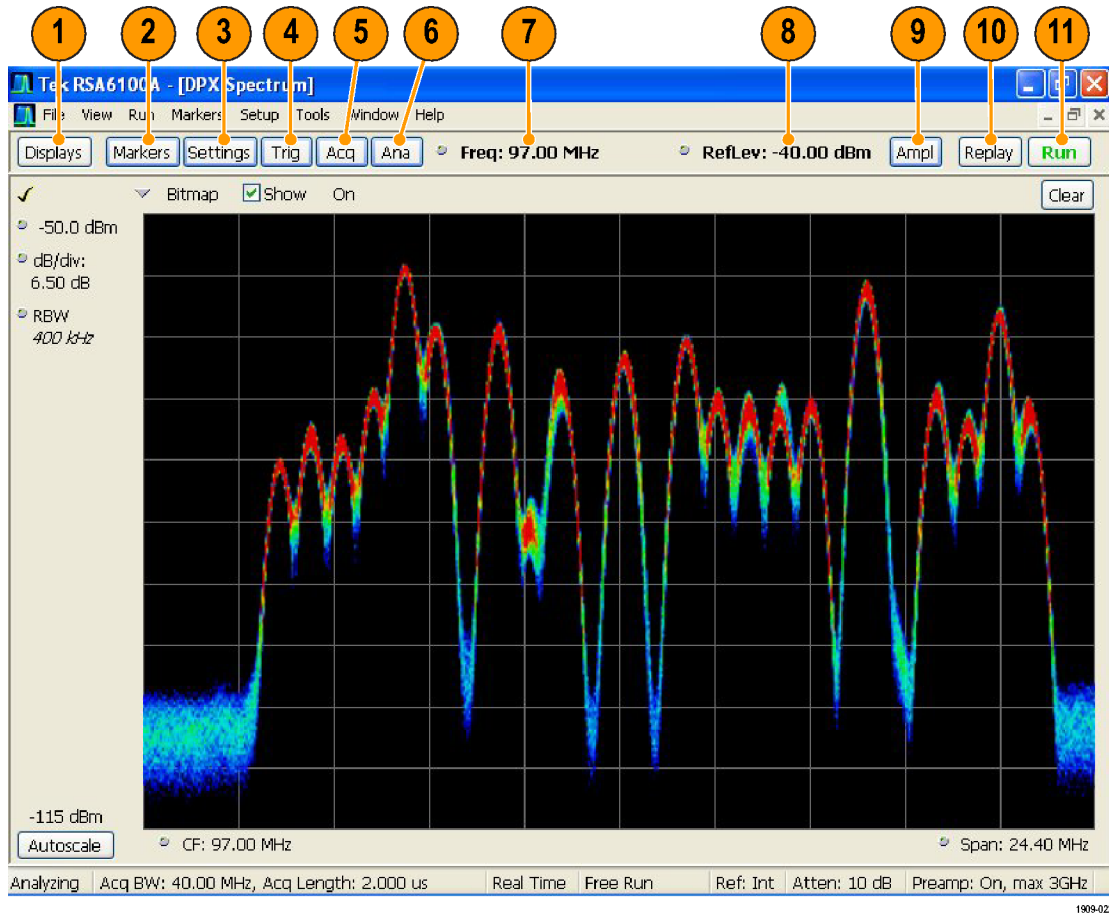 1 2 3 4 5 6 7 8 9 10 11
Tek RSA6100A - [DPX Spectrum]
File View Run Markers Setup Tools Window Help
Displays Markers Settings Trig Acq Ana Freq: 97.00 MHz RefLev: -40.00 dBm Ampl Replay Run
Bitmap Show On Clear
-50.0 dBm
dB/div:
6.50 dB
RBW
400 kHz
-115 dBm
Autoscale CF: 97.00 MHz Span: 24.40 MHz
Analyzing Acq BW: 40.00 MHz, Acq Length: 2.000 us Real Time Free Run Ref: Int Atten: 10 dB Preamp: On, max 3GHz
1909-02